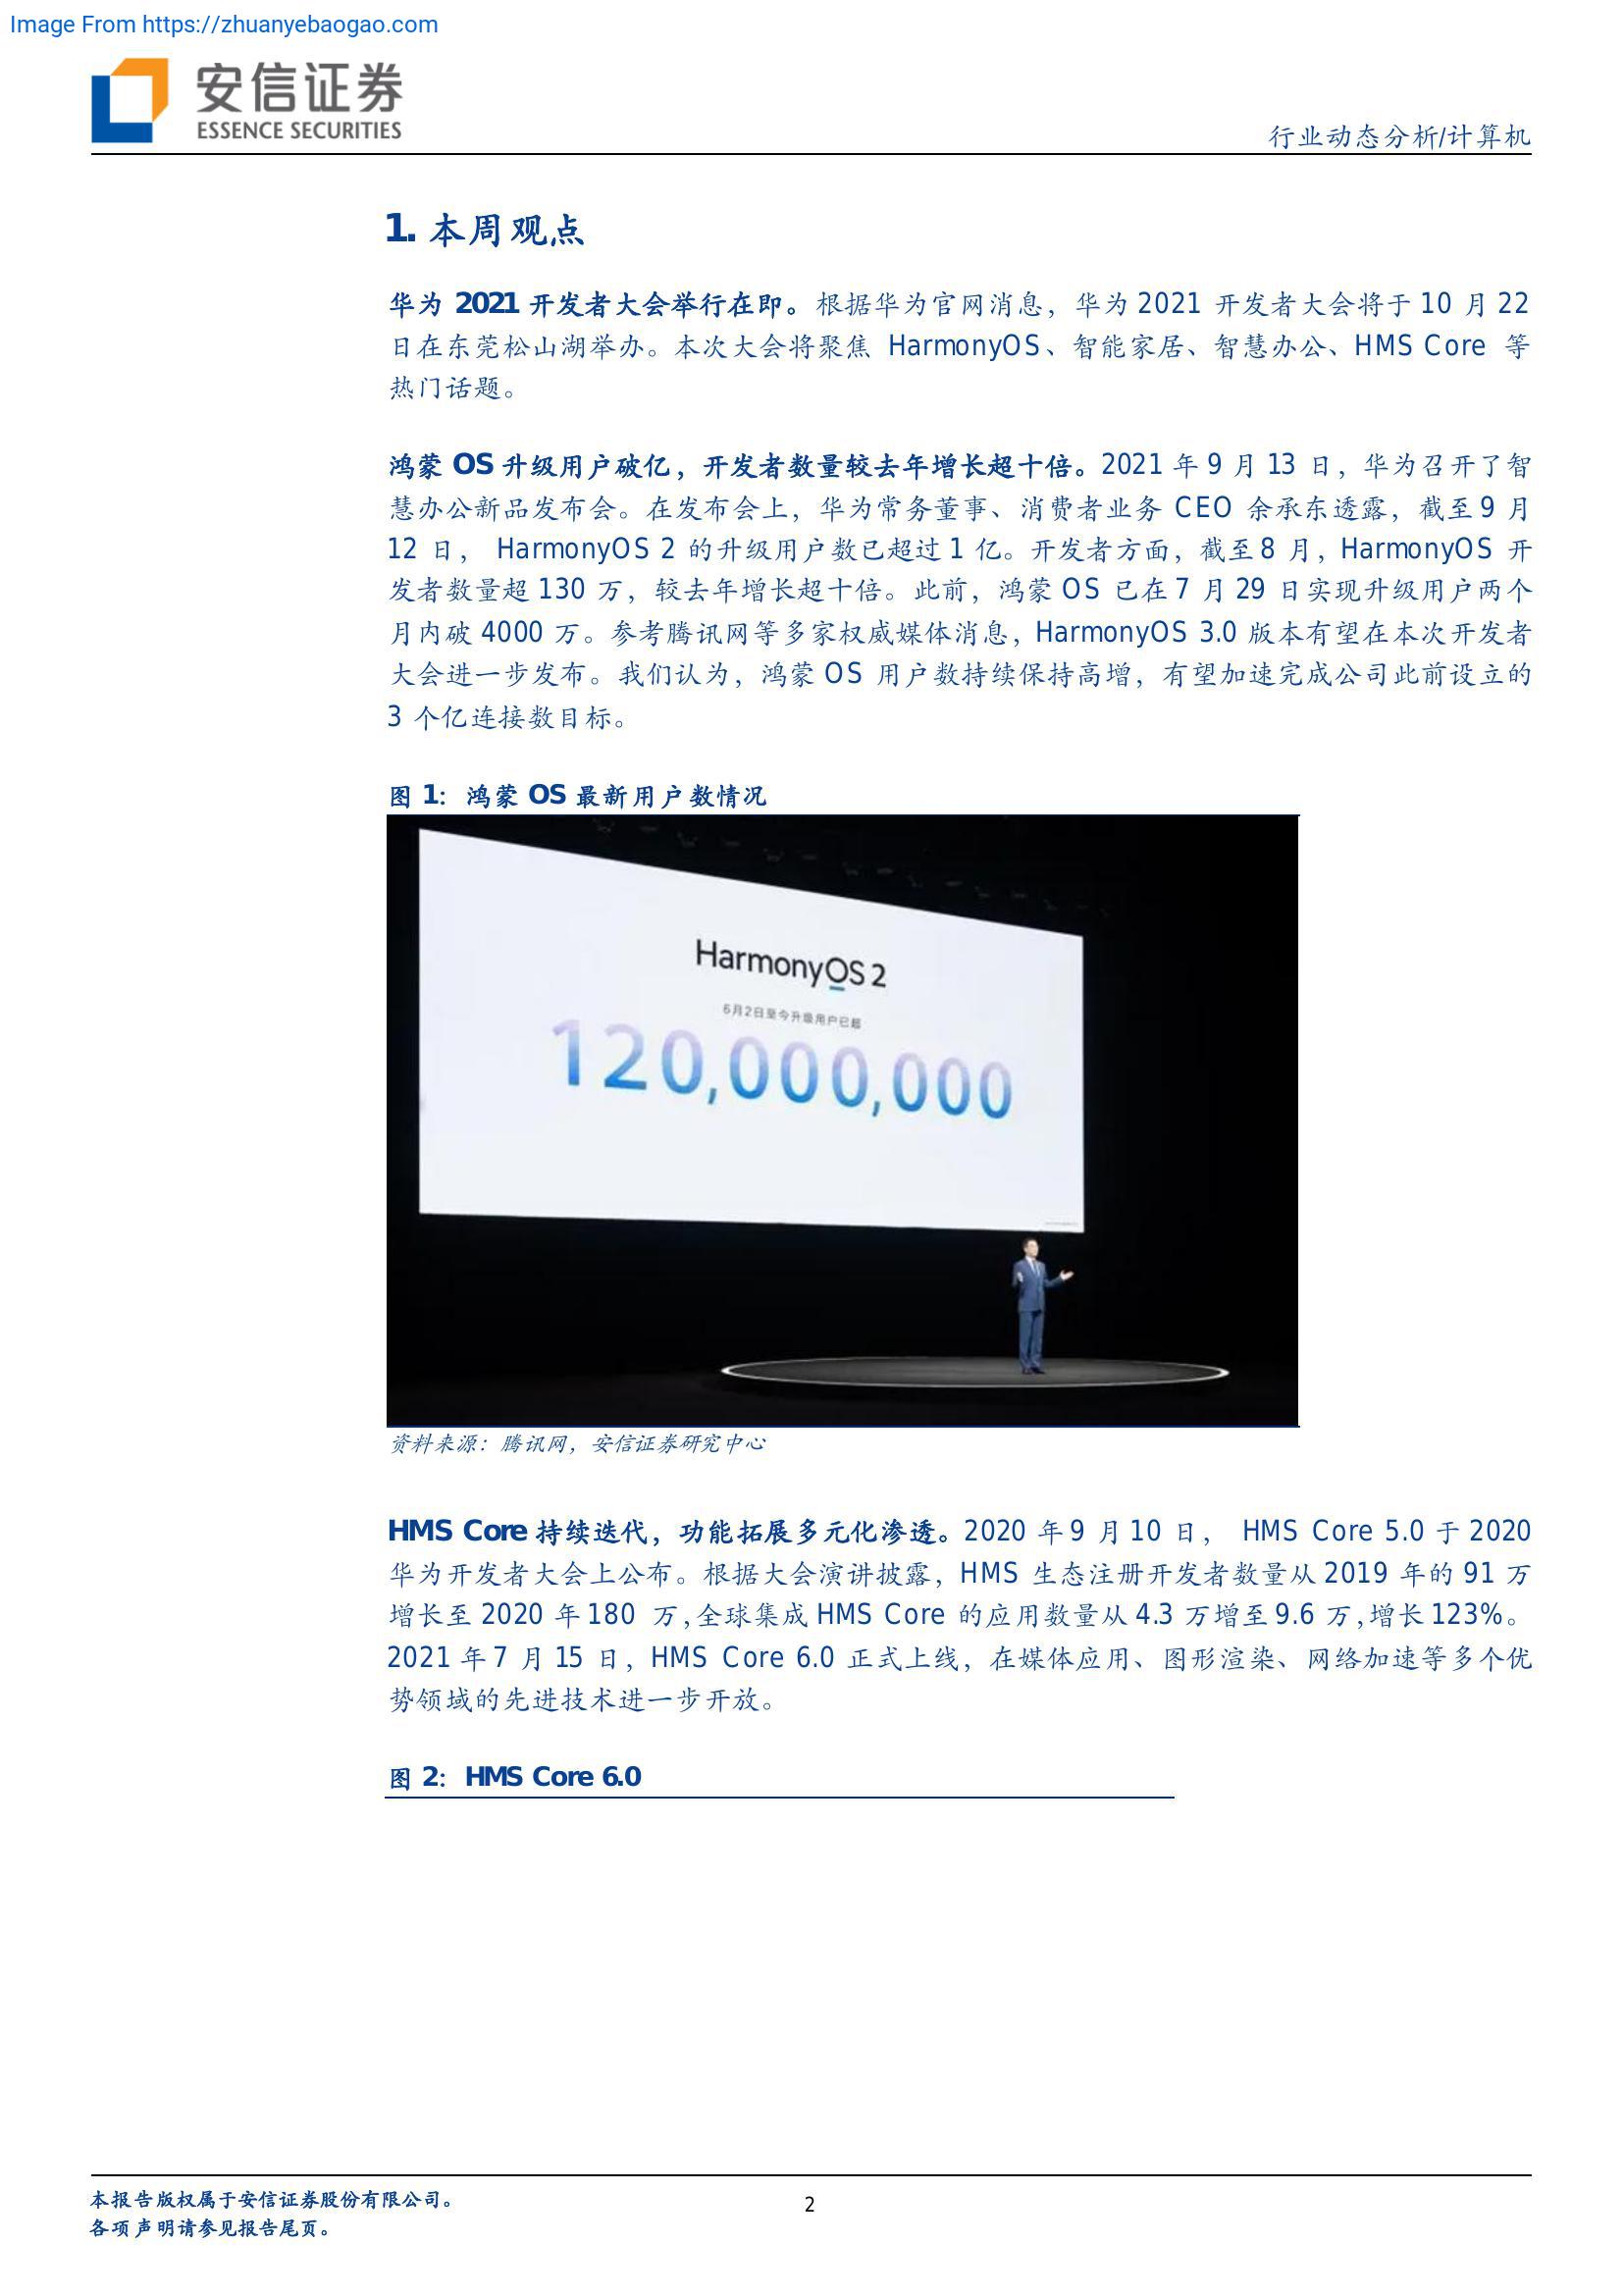 Image From https://zhuanyebaogao.com
安信证券
ESSENCE SECURITIES
行业动态分析/计算机
1. 本周观点
华为 2021 开发者大会举行在即。根据华为官网消息，华为 2021 开发者大会将于 10 月 22
日在东莞松山湖举办。本次大会将聚焦 HarmonyOS、智能家居、智慧办公、HMS Core 等
热门话题。
鸿蒙 OS 升级用户破亿，开发者数量较去年增长超十倍。2021 年 9 月 13 日，华为召开了智
慧办公新品发布会。在发布会上，华为常务董事、消费者业务 CEO 余承东透露，截至 9 月
12 日， HarmonyOS 2 的升级用户数已超过 1 亿。开发者方面，截至 8 月，HarmonyOS 开
发者数量超 130 万，较去年增长超十倍。此前，鸿蒙 OS 已在 7 月 29 日实现升级用户两个
月内破 4000 万。参考腾讯网等多家权威媒体消息，HarmonyOS 3.0 版本有望在本次开发者
大会进一步发布。我们认为，鸿蒙 OS 用户数持续保持高增，有望加速完成公司此前设立的
3 个亿连接数目标。
图 1：鸿蒙 OS 最新用户数情况
HarmonyOS 2
6月2日至今升级用户已超
120,000,000
资料来源：腾讯网，安信证券研究中心
HMS Core 持续迭代，功能拓展多元化渗透。2020 年 9 月 10 日， HMS Core 5.0 于 2020
华为开发者大会上公布。根据大会演讲披露，HMS 生态注册开发者数量从 2019 年的 91 万
增长至 2020 年 180 万，全球集成 HMS Core 的应用数量从 4.3 万增至 9.6 万，增长 123%。
2021 年 7 月 15 日，HMS Core 6.0 正式上线，在媒体应用、图形渲染、网络加速等多个优
势领域的先进技术进一步开放。
图 2：HMS Core 6.0
本报告版权属于安信证券股份有限公司。
各项声明请参见报告尾页。
2